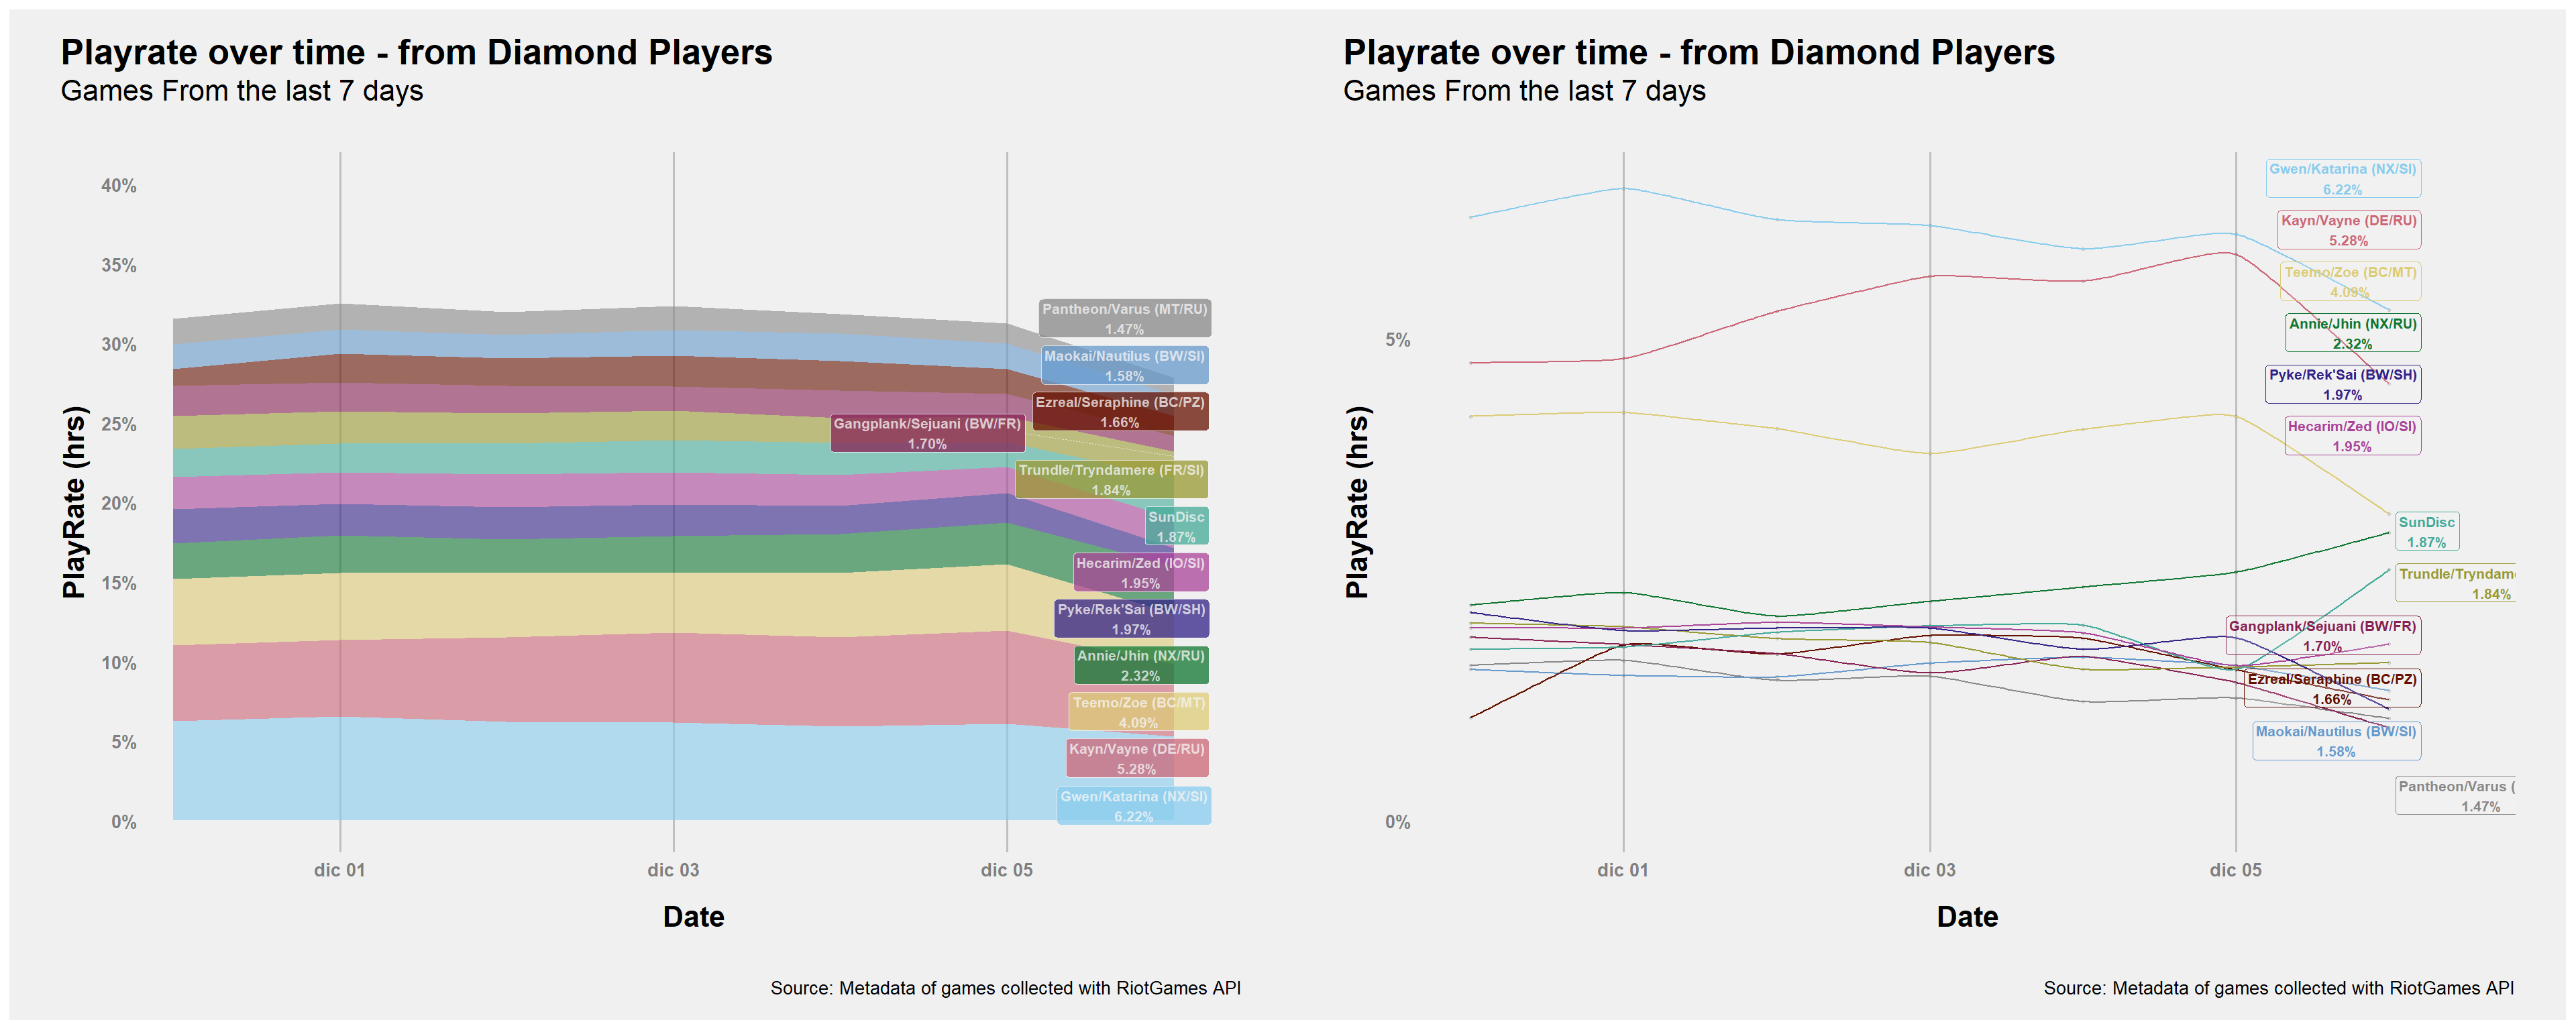 Playrate over time - from Diamond Players
Games From the last 7 days
PlayRate (hrs)
40%
35%
30%
25%
20%
15%
10%
5%
0%
Pantheon/Varus (MT/RU)
1.47%
Maokai/Nautilus (BW/SI)
1.58%
Ezreal/Seraphine (BC/PZ)
1.66%
Gangplank/Sejuani (BW/FR)
1.70%
Trundle/Tryndamere (FR/SI)
1.84%
SunDisc
1.87%
Hecarim/Zed (IO/SI)
1.95%
Pyke/Rek'Sai (BW/SH)
1.97%
Annie/Jhin (NX/RU)
2.32%
Teemo/Zoe (BC/MT)
4.09%
Kayn/Vayne (DE/RU)
5.28%
Gwen/Katarina (NX/SI)
6.22%
dic 01
dic 03
dic 05
Date
Source: Metadata of games collected with RiotGames API
Playrate over time - from Diamond Players
Games From the last 7 days
PlayRate (hrs)
5%
0%
Gwen/Katarina (NX/SI)
6.22%
Kayn/Vayne (DE/RU)
5.28%
Teemo/Zoe (BC/MT)
4.09%
Annie/Jhin (NX/RU)
2.32%
Pyke/Rek'Sai (BW/SH)
1.97%
Hecarim/Zed (IO/SI)
1.95%
SunDisc
1.87%
Trundle/Tryndam
1.84%
Gangplank/Sejuani (BW/FR)
1.70%
Ezreal/Seraphine (BC/PZ)
1.66%
Maokai/Nautilus (BW/SI)
1.58%
Pantheon/Varus (
1.47%
dic 01
dic 03
dic 05
Date
Source: Metadata of games collected with RiotGames API